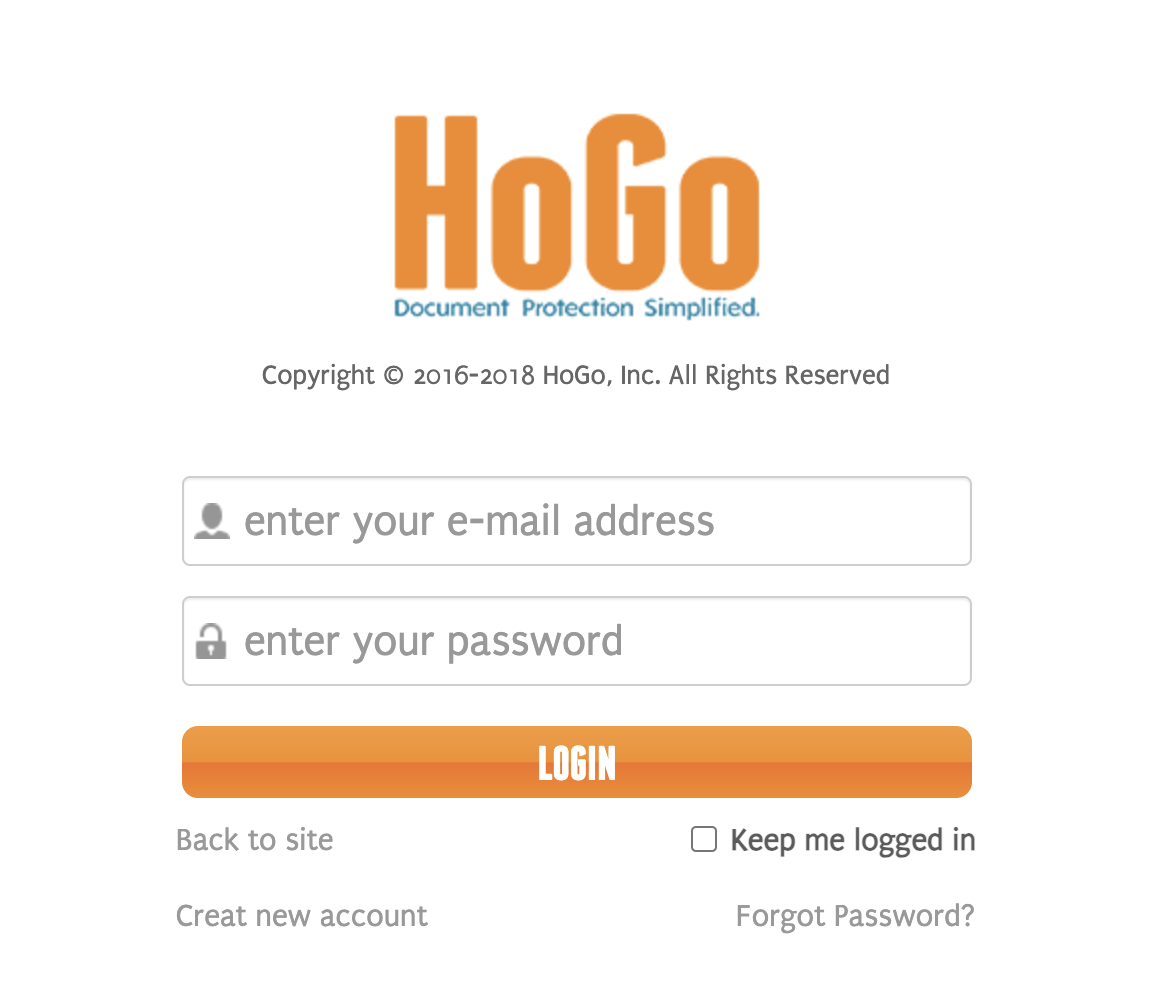 HoGo
Document Protection Simplified.
Copyright © 2016-2018 HoGo, Inc. All Rights Reserved
enter your e-mail address
enter your password
LOGIN
Back to site
Keep me logged in
Creat new account
Forgot Password?